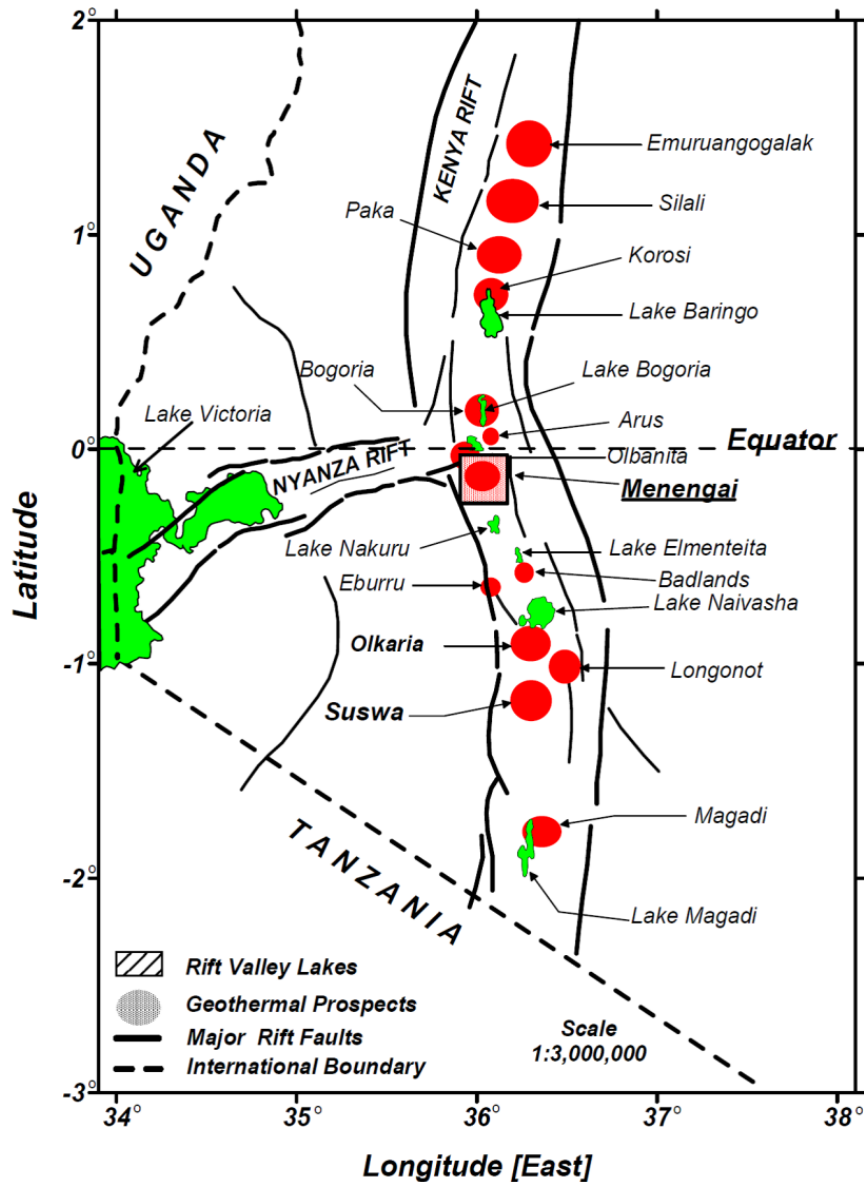 2°
KENYA RIFT
Emuruangogalak
UGANDA
Silali
Paka
1°
Korosi
Lake Baringo
Bogoria
Lake Bogoria
Lake Victoria
Arus
0°
Equator
NYANZA RIFT
Olbanita
Menengai
Latitude
Lake Nakuru
Lake Elmenteita
Eburru
Badlands
Lake Naivasha
Olkaria
-1°
Longonot
Suswa
Magadi
TANZANIA
-2°
Lake Magadi
Rift Valley Lakes
Geothermal Prospects
Major Rift Faults
International Boundary
Scale
1:3,000,000
-3°
34°
35°
36°
37°
38°
Longitude [East]